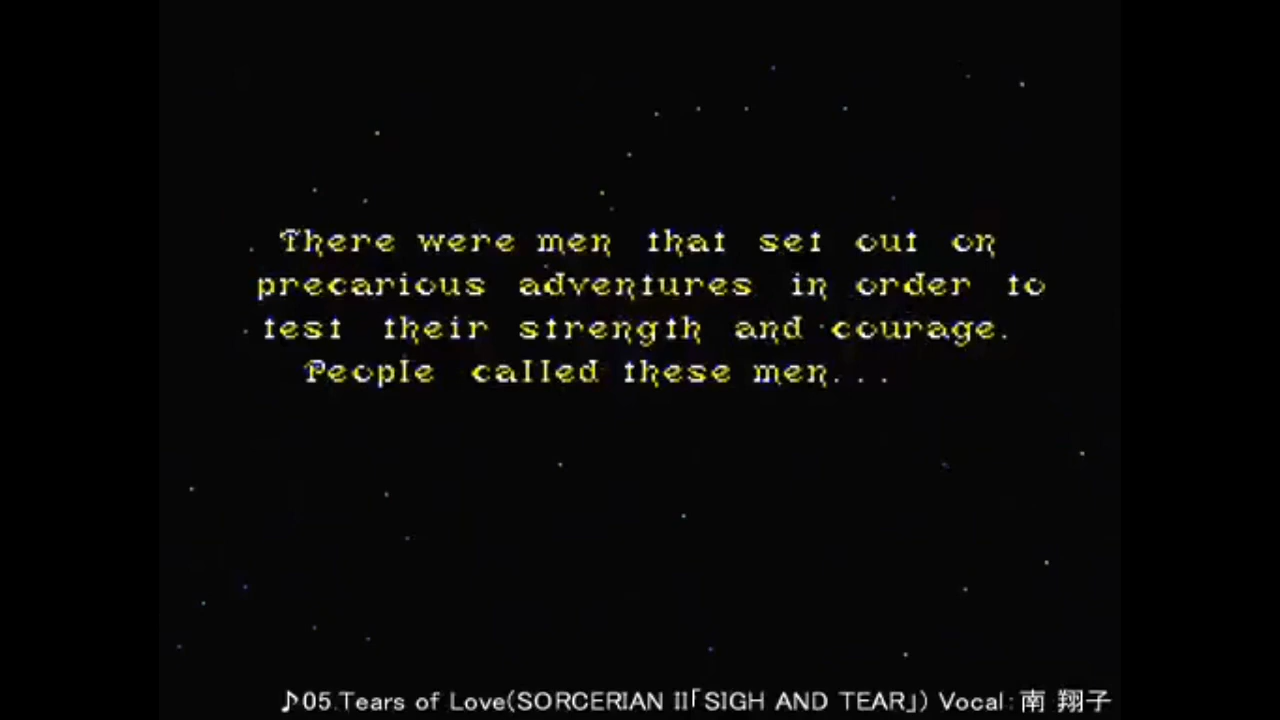 There were men that set out on
precarious adventures in order to
test their strength and courage.
People called these men...
♪05.Tears of Love(SORCERIAN II「SIGH AND TEAR」) Vocal:南 翔子